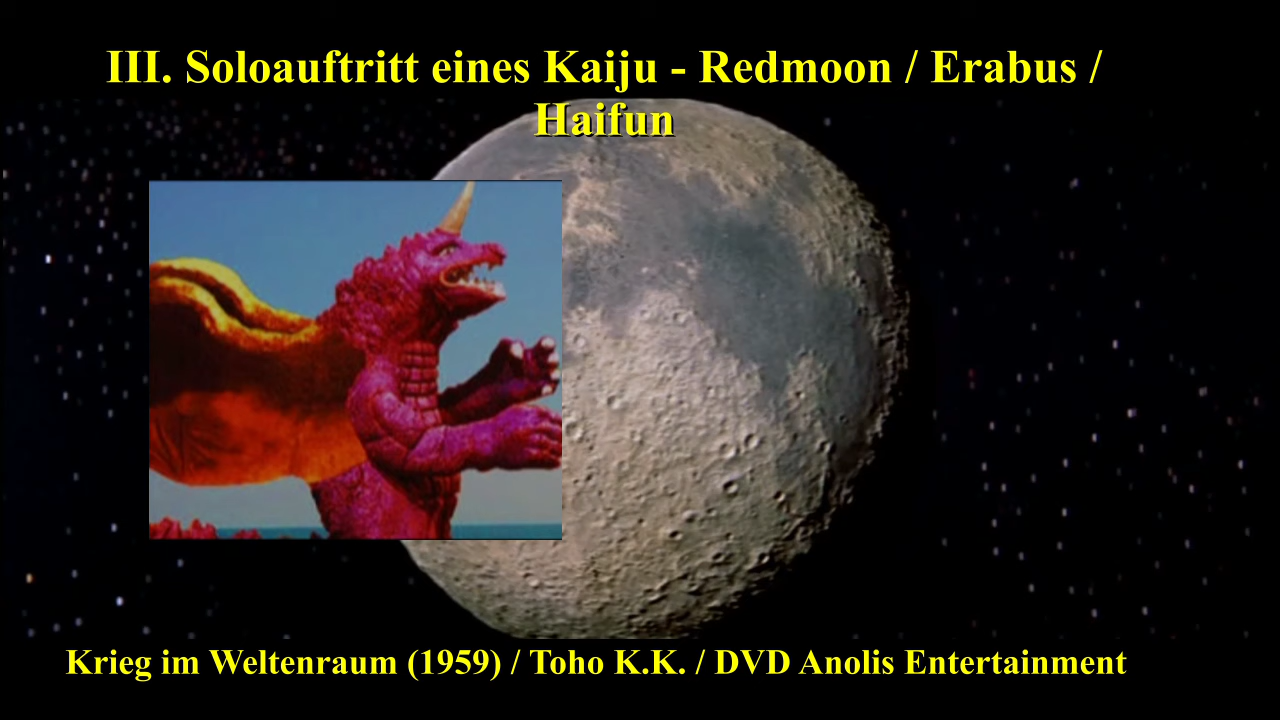 III. Soloauftritt eines Kaiju - Redmoon / Erabus /
Haifun
Krieg im Weltenraum (1959) / Toho K.K. / DVD Anolis Entertainment